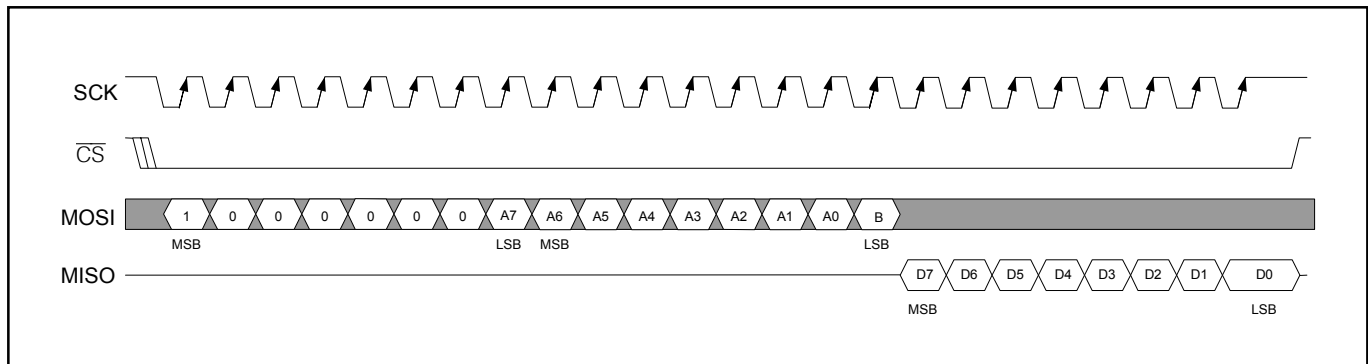 SCK
CS
MOSI 1 0 0 0 0 0 0 A7 A6 A5 A4 A3 A2 A1 A0 B
MSB LSB MSB LSB
MISO D7 D6 D5 D4 D3 D2 D1 D0
MSB LSB